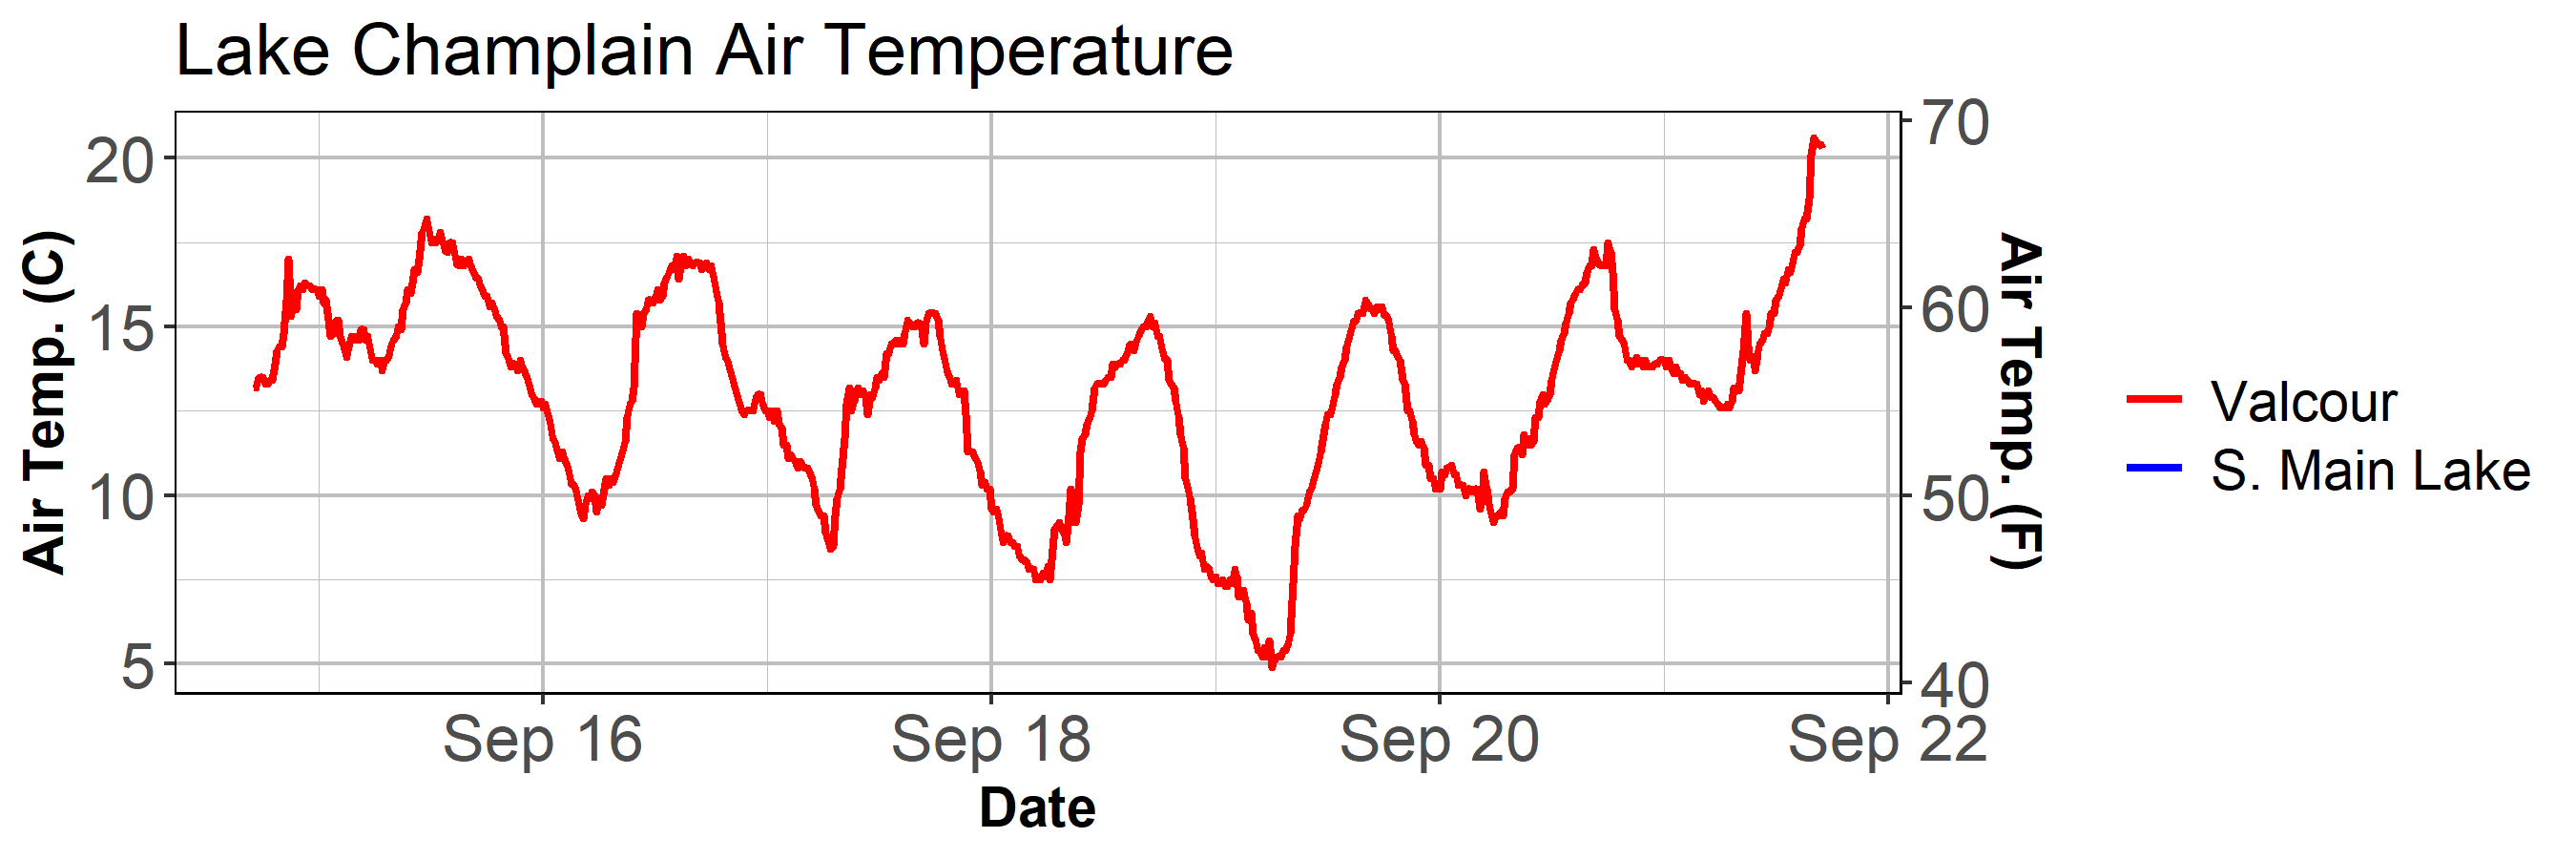 Lake Champlain Air Temperature
Air Temp. (C)
20
15
10
5
70
60
50
40
Air Temp. (F)
Sep 16
Sep 18
Sep 20
Sep 22
Date
Valcour
S. Main Lake